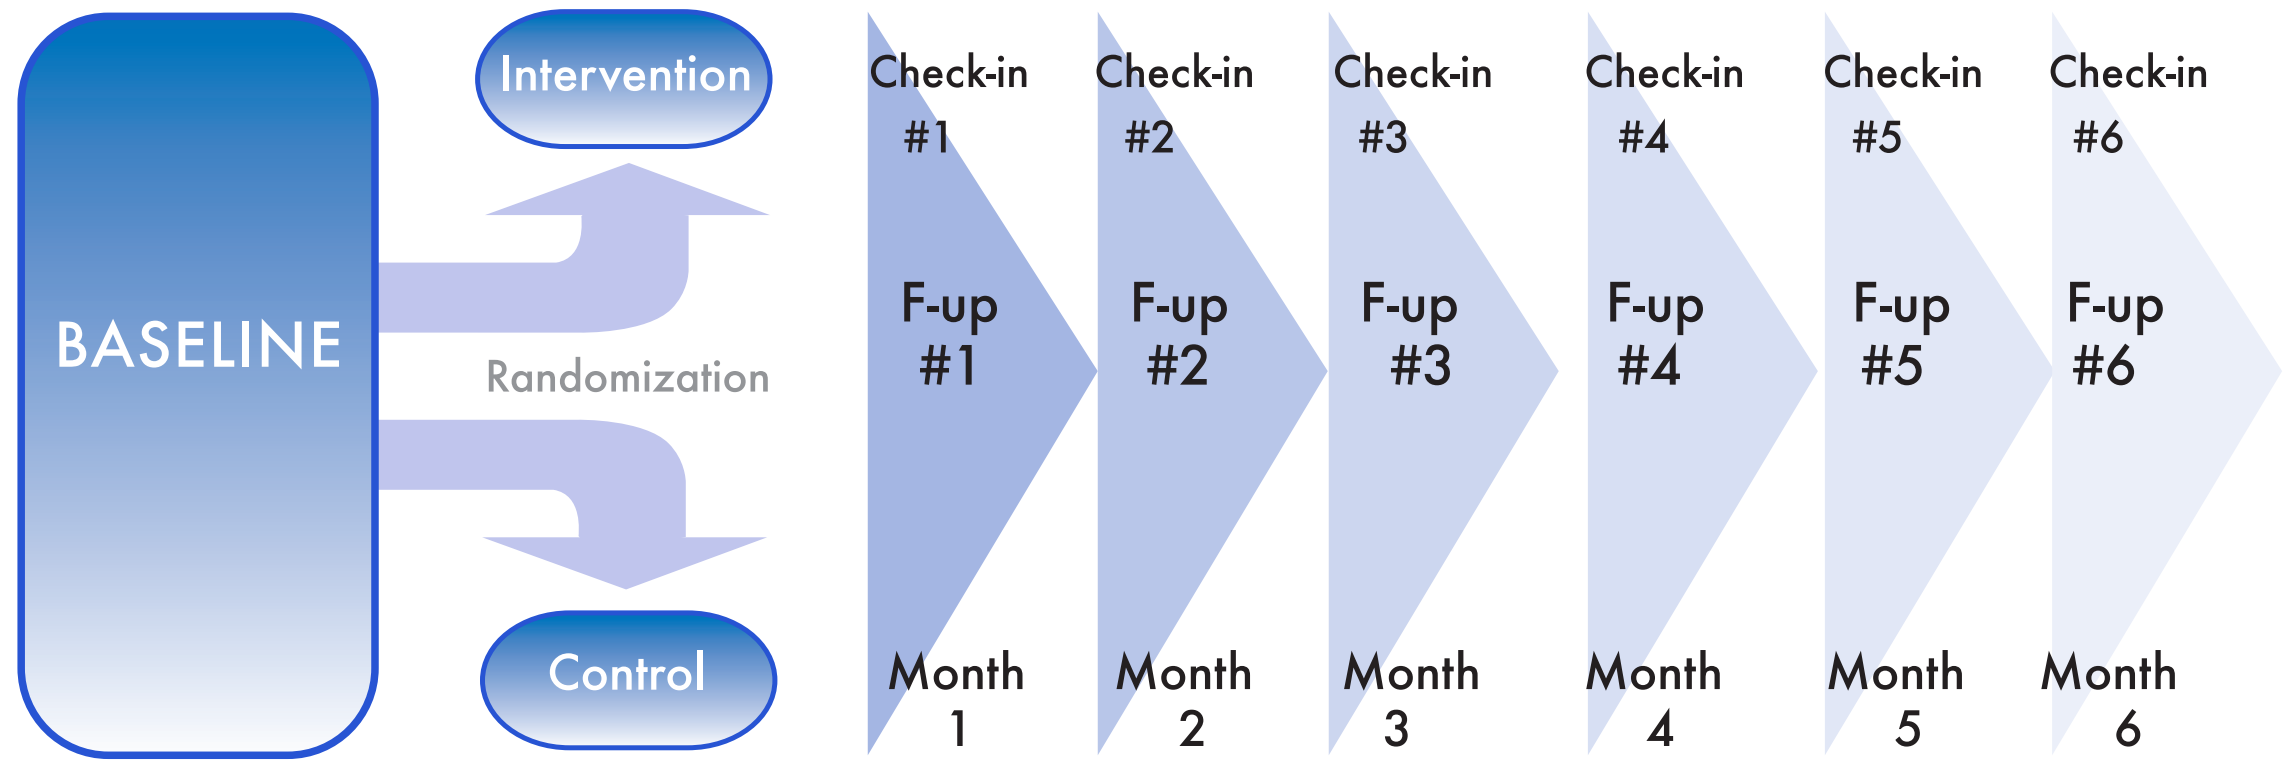 BASELINE
Intervention
Randomization
Control
Check-in
#1
Check-in
#2
Check-in
#3
Check-in
#4
Check-in
#5
Check-in
#6
F-up
#1
F-up
#2
F-up
#3
F-up
#4
F-up
#5
F-up
#6
Month
1
Month
2
Month
3
Month
4
Month
5
Month
6